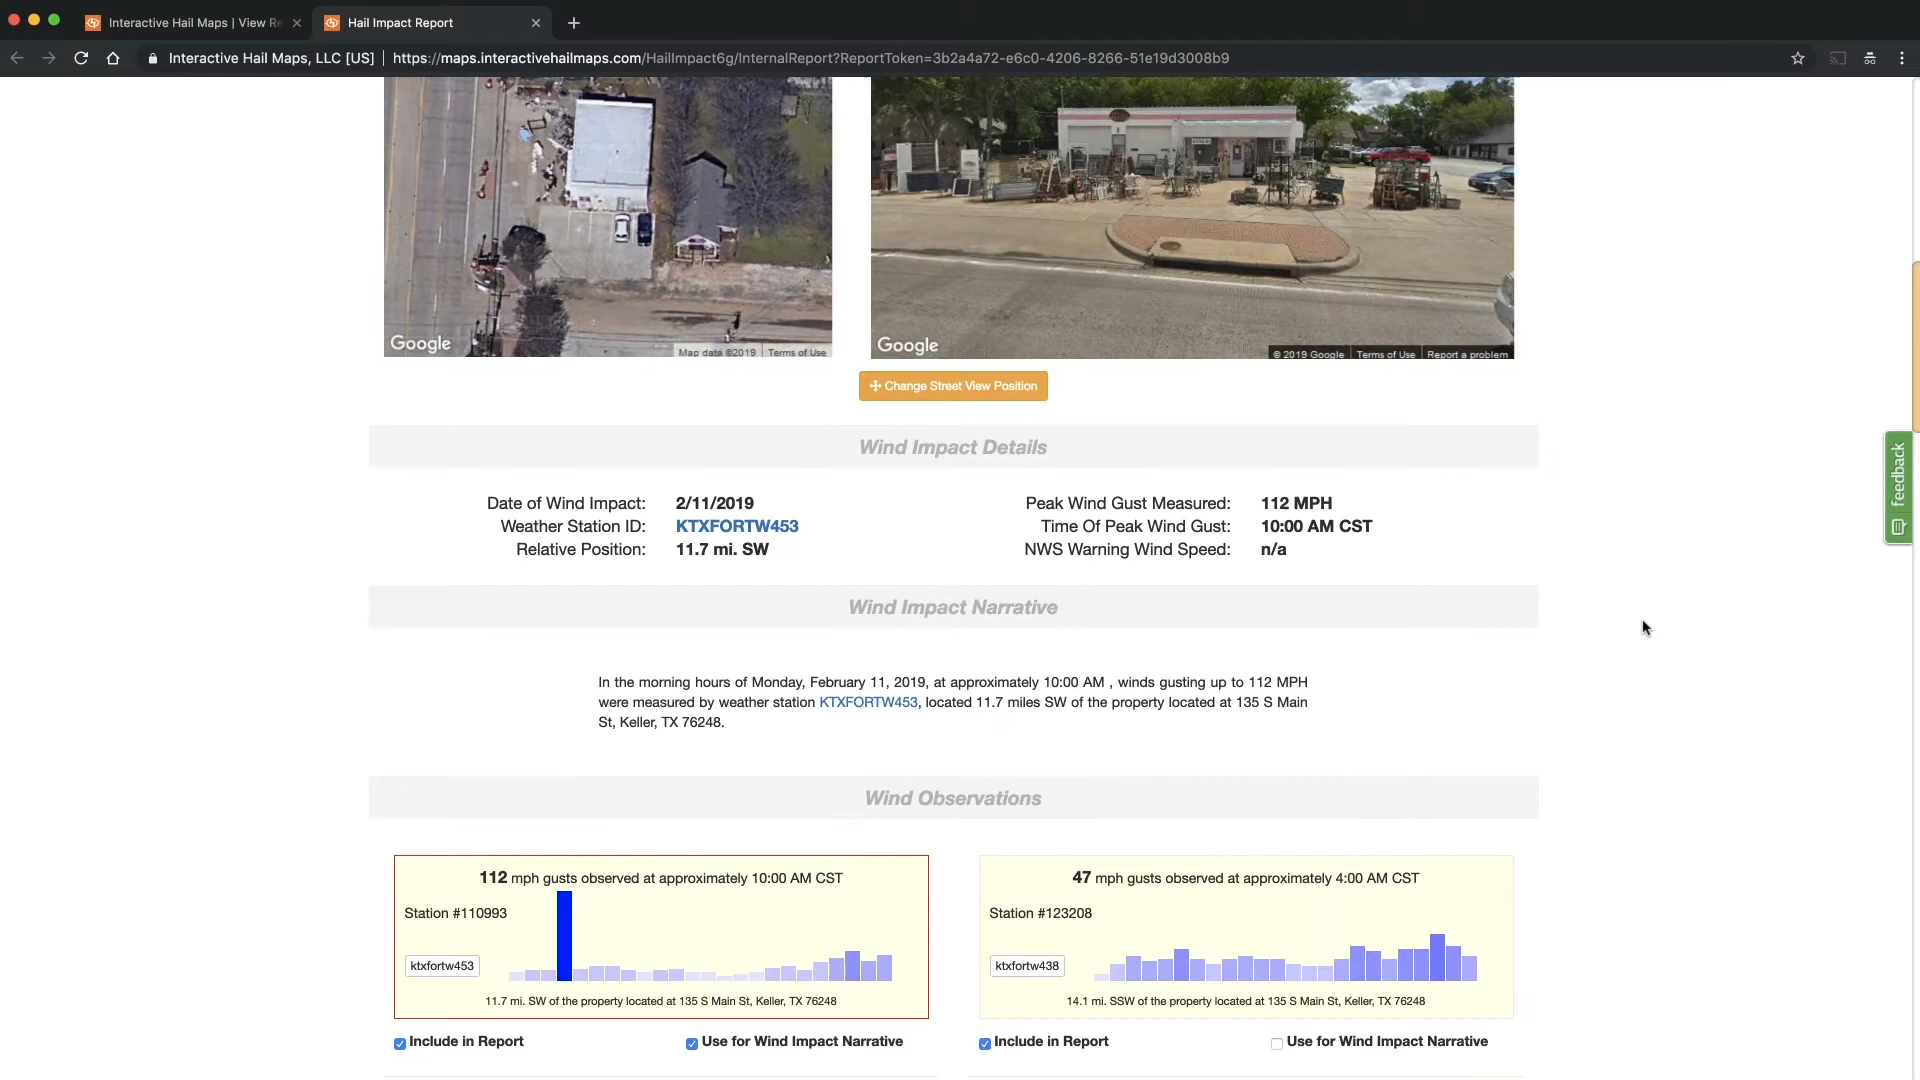 Interactive Hail Maps | View Re
Hail Impact Report
Interactive Hail Maps, LLC [US] | https://maps.interactivehailmaps.com/HailImpact6g/InternalReport?ReportToken=3b2a4a72-e6c0-4206-8266-51e19d3008b9
Google
Map data ©2019 Terms of Use
Google
© 2019 Google Terms of Use Report a problem
Change Street View Position
feedback
Wind Impact Details
Date of Wind Impact: 2/11/2019 Peak Wind Gust Measured: 112 MPH
Weather Station ID: KTXFORTW453 Time Of Peak Wind Gust: 10:00 AM CST
Relative Position: 11.7 mi. SW NWS Warning Wind Speed: n/a
Wind Impact Narrative
In the morning hours of Monday, February 11, 2019, at approximately 10:00 AM , winds gusting up to 112 MPH
were measured by weather station KTXFORTW453, located 11.7 miles SW of the property located at 135 S Main
St, Keller, TX 76248.
Wind Observations
112 mph gusts observed at approximately 10:00 AM CST
Station #110993
ktxfortw453
11.7 mi. SW of the property located at 135 S Main St, Keller, TX 76248
Include in Report Use for Wind Impact Narrative
47 mph gusts observed at approximately 4:00 AM CST
Station #123208
ktxfortw438
14.1 mi. SSW of the property located at 135 S Main St, Keller, TX 76248
Include in Report Use for Wind Impact Narrative